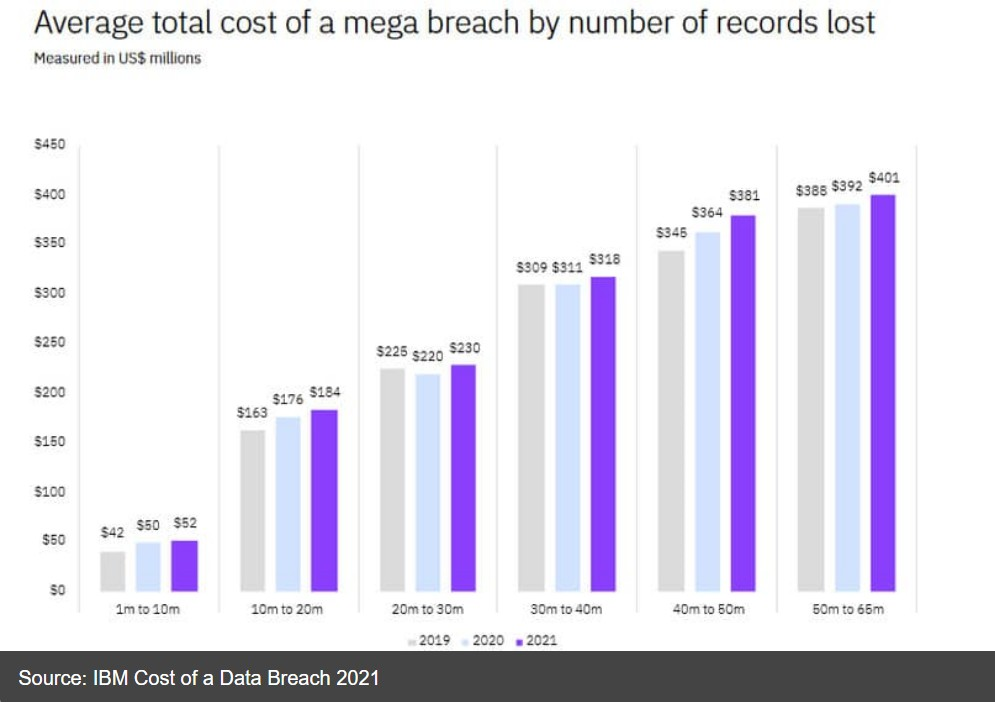 Average total cost of a mega breach by number of records lost
Measured in US$ millions
$450
$400
$350
$300
$250
$200
$150
$100
$50
$0
$42 $50 $52
$163 $176 $184
$225 $220 $230
$309 $311 $318
$345 $364 $381
$388 $392 $401
1m to 10m 10m to 20m 20m to 30m 30m to 40m 40m to 50m 50m to 65m
2019 2020 2021
Source: IBM Cost of a Data Breach 2021